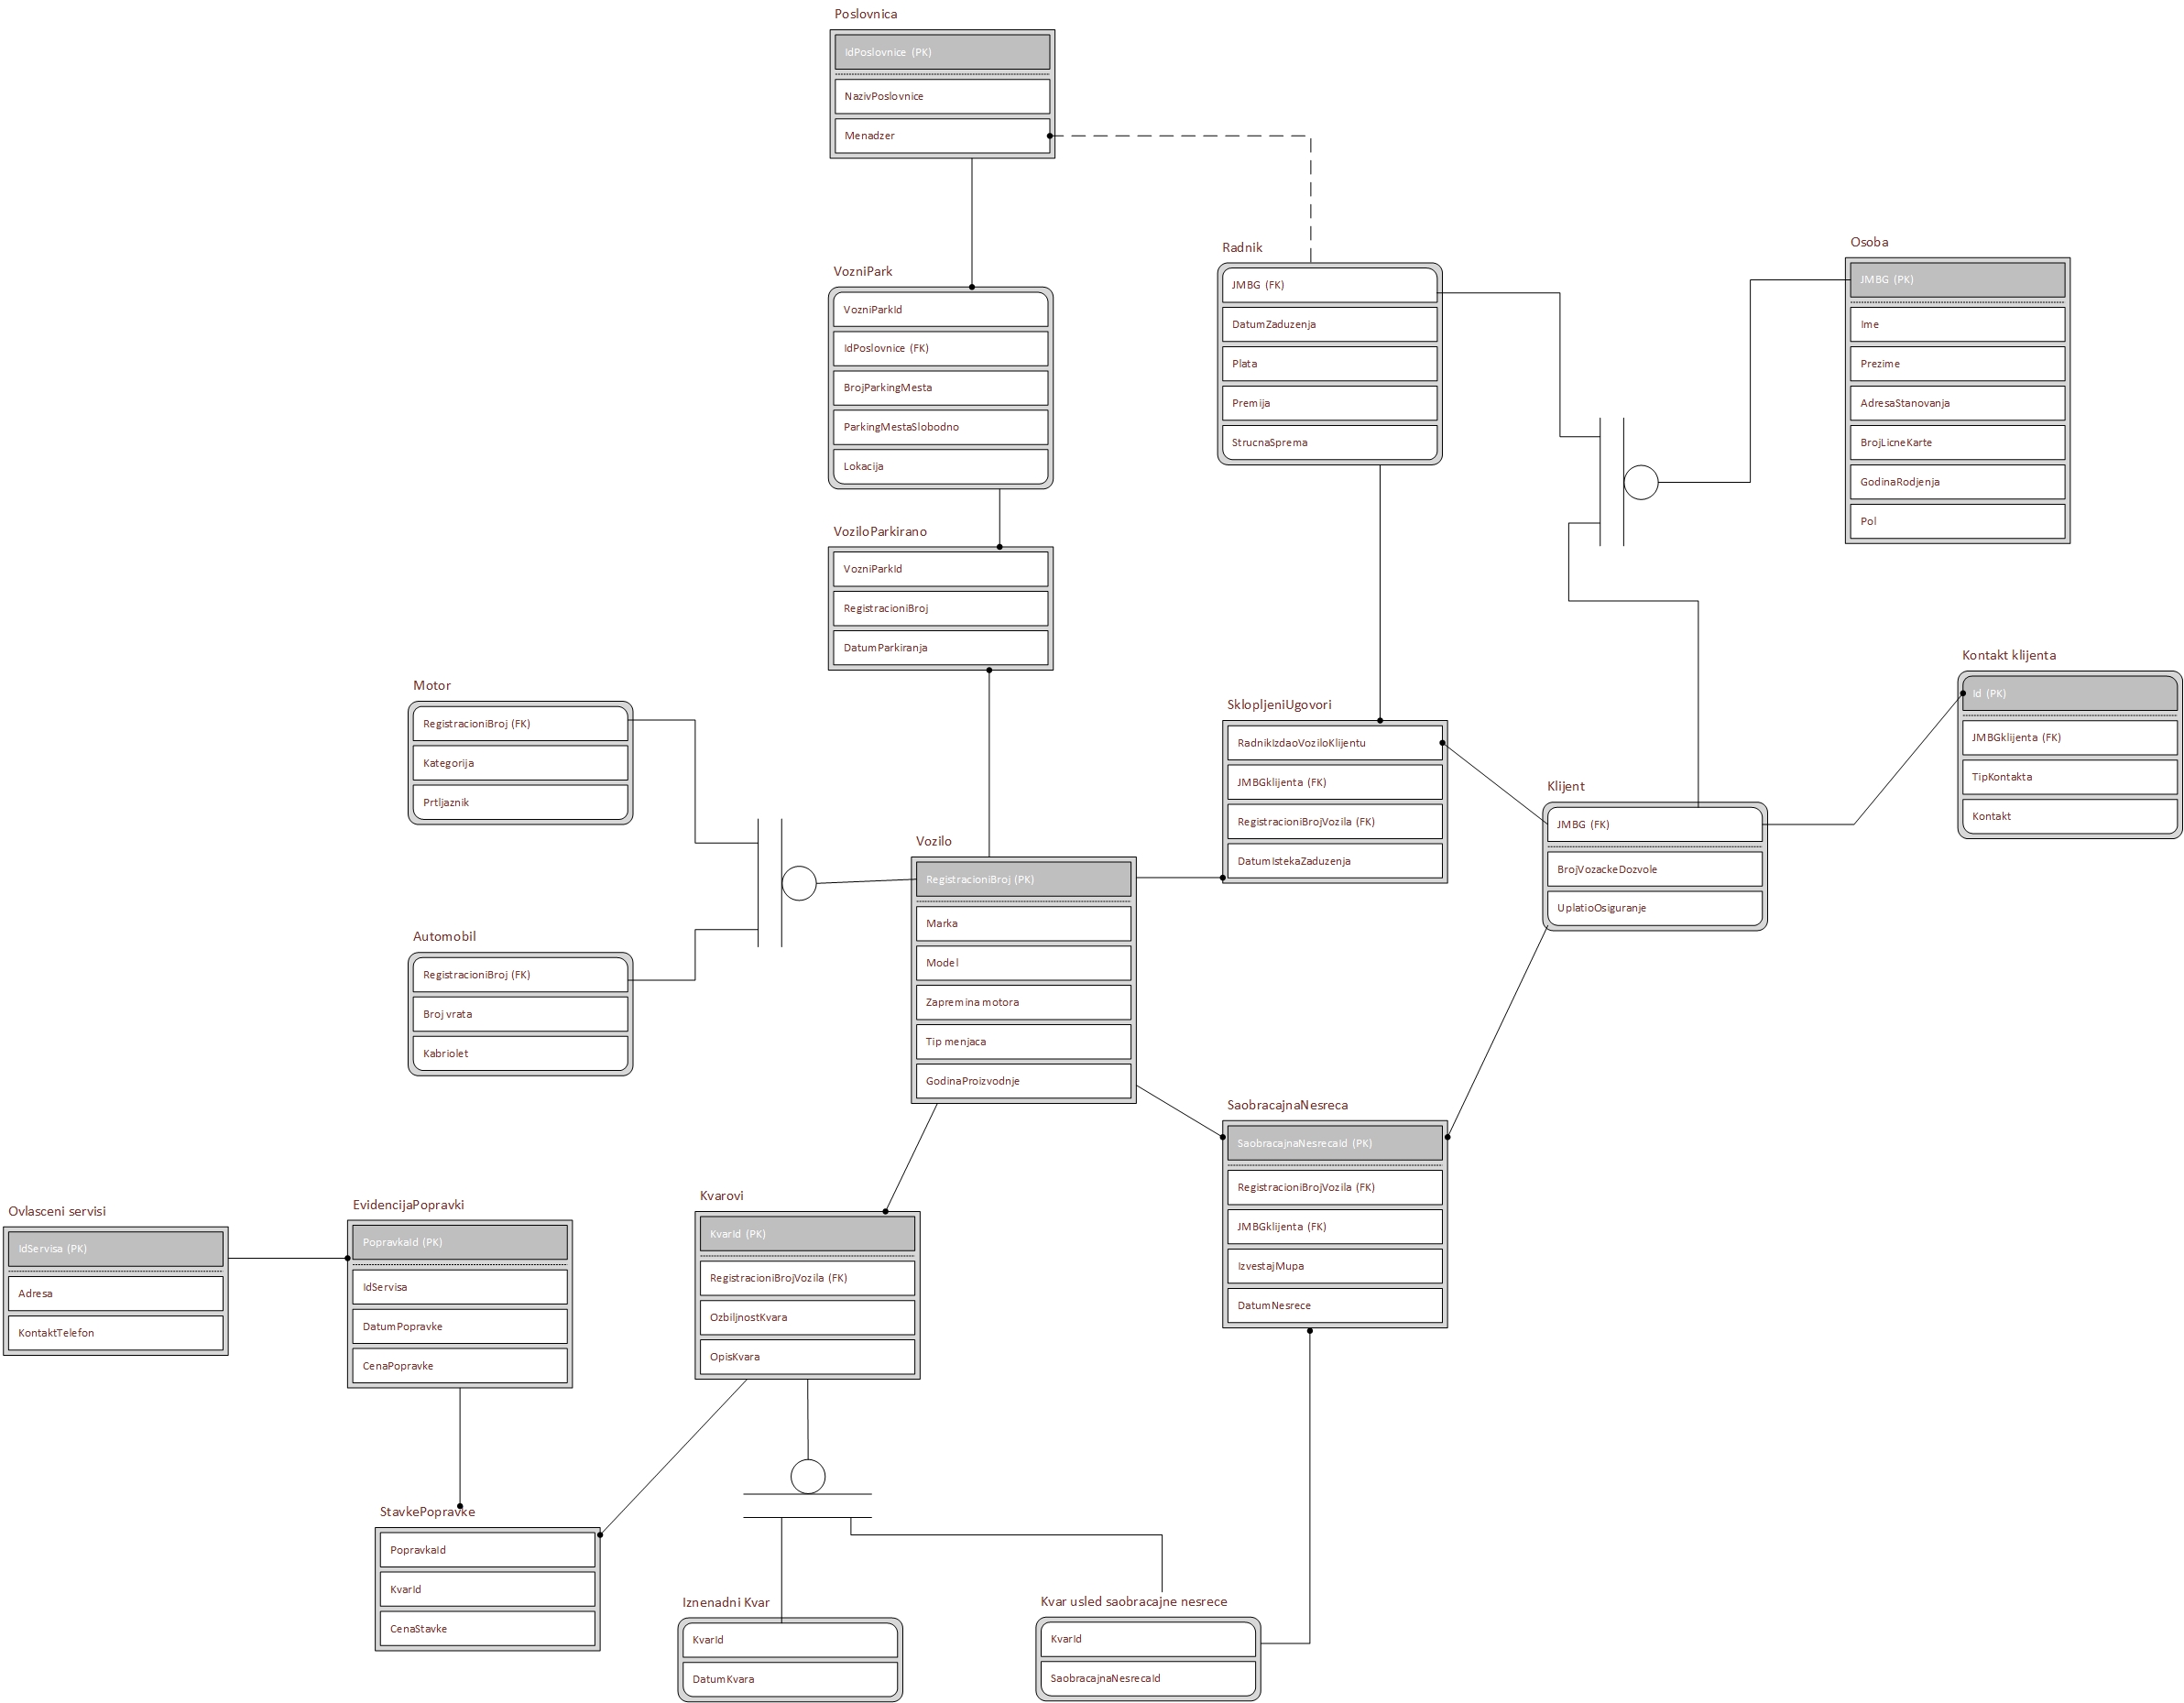 Poslovnica
IdPoslovnice (PK)
NazivPoslovnice
Menadzer
VozniPark
VozniParkId
IdPoslovnice (FK)
BrojParkingMesta
ParkingMestaSlobodno
Lokacija
Radnik
JMBG (FK)
DatumZaduzenja
Plata
Premija
StrucnaSprema
Osoba
JMBG (PK)
Ime
Prezime
AdresaStanovanja
BrojLicneKarte
GodinaRodjenja
Pol
VoziloParkirano
VozniParkId
RegistracioniBroj
DatumParkiranja
Kontakt klijenta
Id (PK)
JMBGklijenta (FK)
TipKontakta
Kontakt
Motor
RegistracioniBroj (FK)
Kategorija
Prtljaznik
SklopljeniUgovori
RadnikIzdaoVoziloKlijentu
JMBGklijenta (FK)
RegistracioniBrojVozila (FK)
DatumIstekaZaduzenja
Klijent
JMBG (FK)
BrojVozackeDozvole
UplatioOsiguranje
Vozilo
RegistracioniBroj (PK)
Marka
Model
Zapremina motora
Tip menjaca
GodinaProizvodnje
Automobil
RegistracioniBroj (FK)
Broj vrata
Kabriolet
SaobracajnaNesreca
SaobracajnaNesrecaId (PK)
RegistracioniBrojVozila (FK)
JMBGklijenta (FK)
IzvestajMupa
DatumNesrece
Ovlasceni servisi
IdServisa (PK)
Adresa
KontaktTelefon
EvidencijaPopravki
PopravkaId (PK)
IdServisa
DatumPopravke
CenaPopravke
Kvarovi
KvarId (PK)
RegistracioniBrojVozila (FK)
OzbiljnostKvara
OpisKvara
StavkePopravke
PopravkaId
KvarId
CenaStavke
Iznenadni Kvar
KvarId
DatumKvara
Kvar usled saobracajne nesrece
KvarId
SaobracajnaNesrecaId